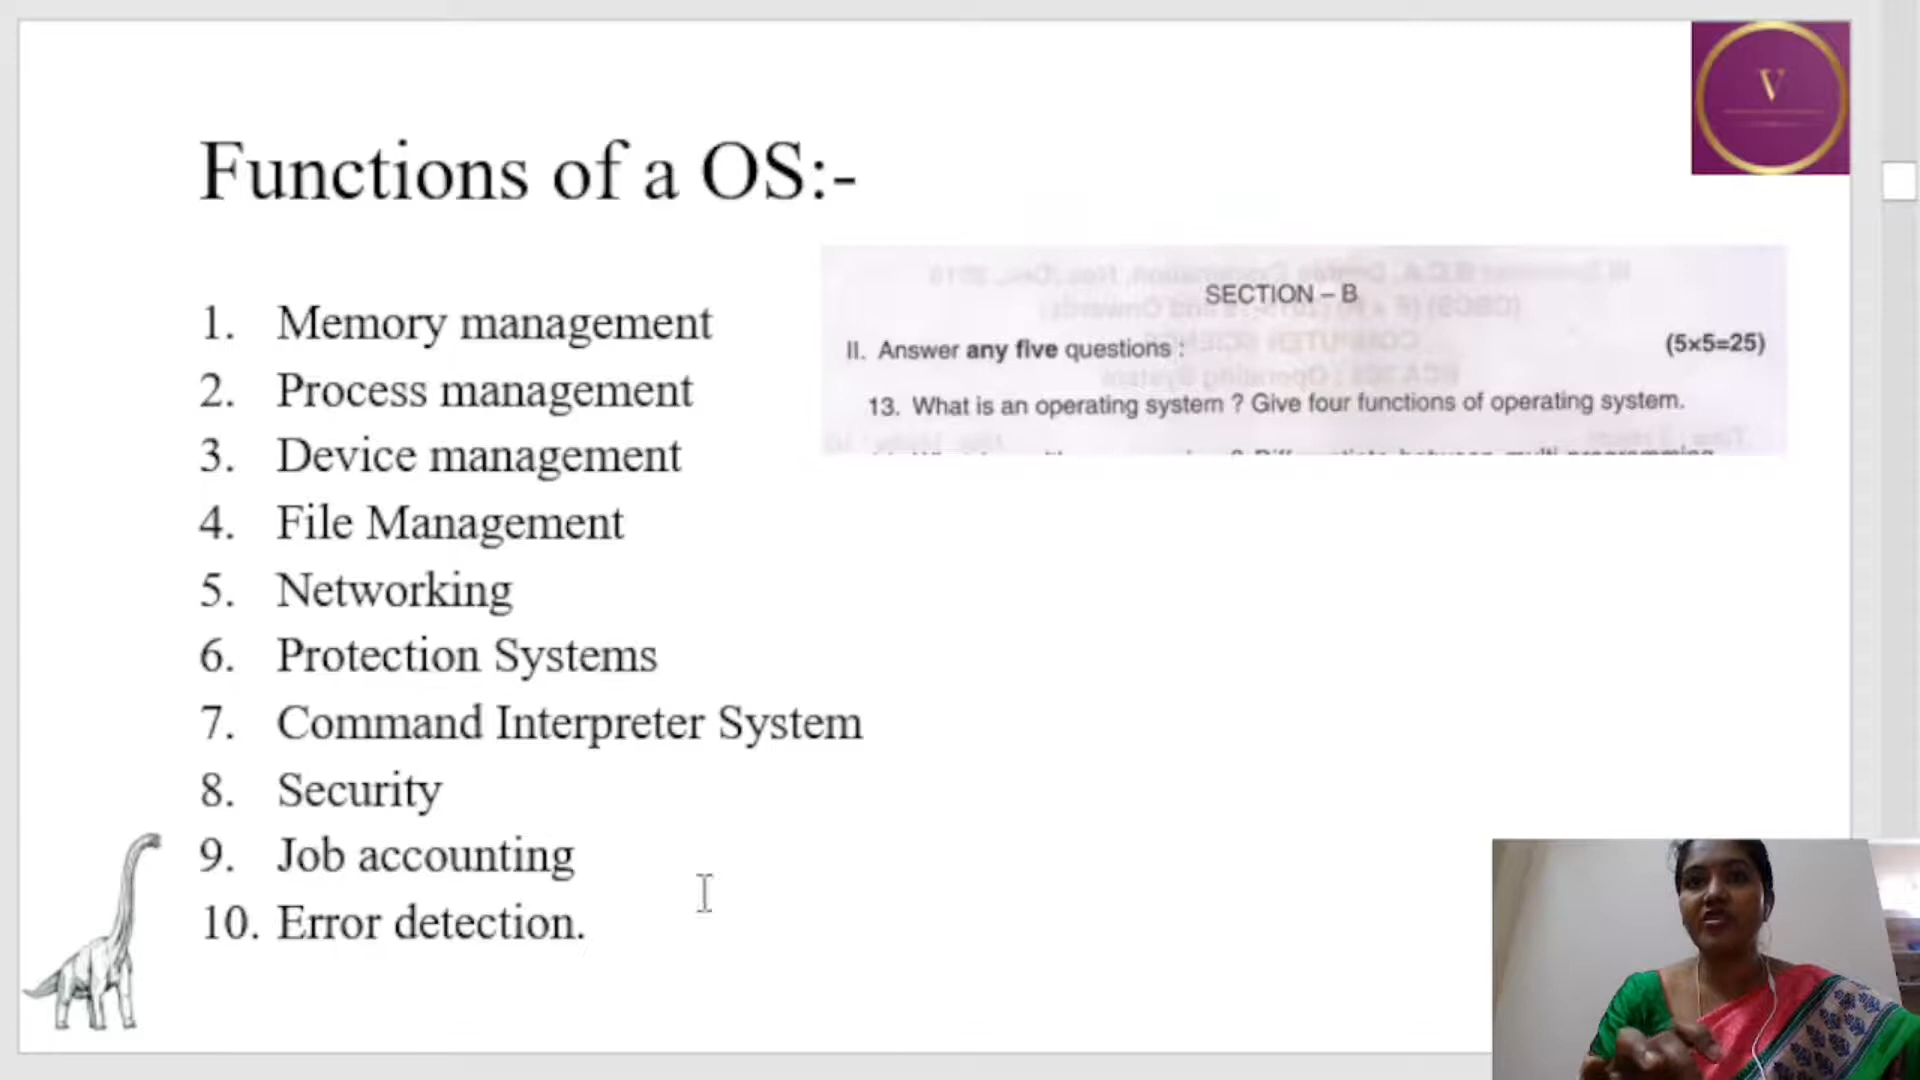 Functions of a OS:-
1. Memory management
2. Process management
3. Device management
4. File Management
5. Networking
6. Protection Systems
7. Command Interpreter System
8. Security
9. Job accounting
10. Error detection.
V
SECTION – B
II. Answer any five questions : (5×5=25)
13. What is an operating system ? Give four functions of operating system.